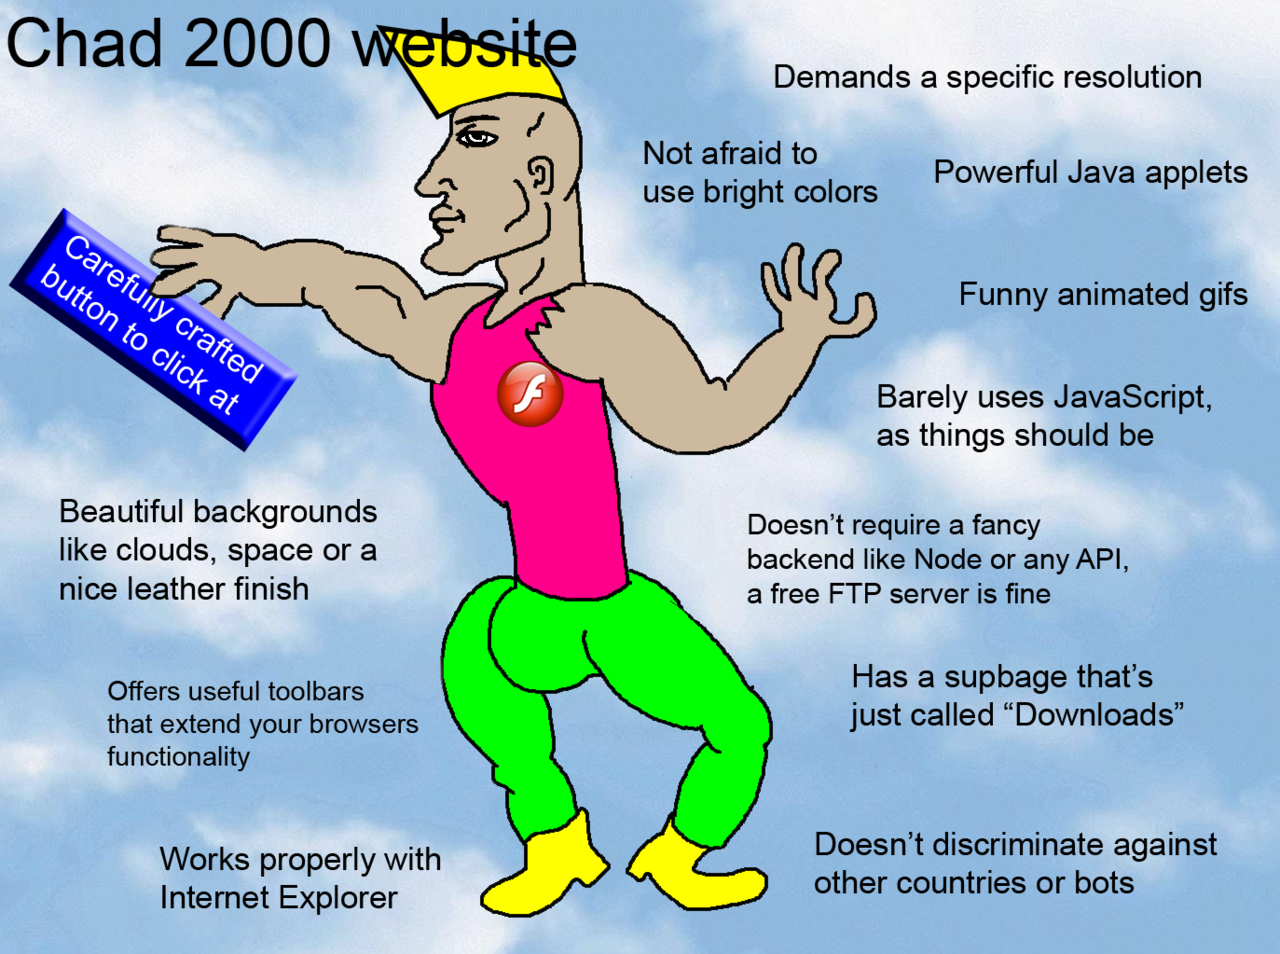 Chad 2000 website
Demands a specific resolution
Not afraid to
use bright colors
Powerful Java applets
Carefully crafted
button to click at
Funny animated gifs
Barely uses JavaScript,
as things should be
Beautiful backgrounds
like clouds, space or a
nice leather finish
Doesn’t require a fancy
backend like Node or any API,
a free FTP server is fine
Offers useful toolbars
that extend your browsers
functionality
Has a supbage that’s
just called “Downloads”
Works properly with
Internet Explorer
Doesn’t discriminate against
other countries or bots